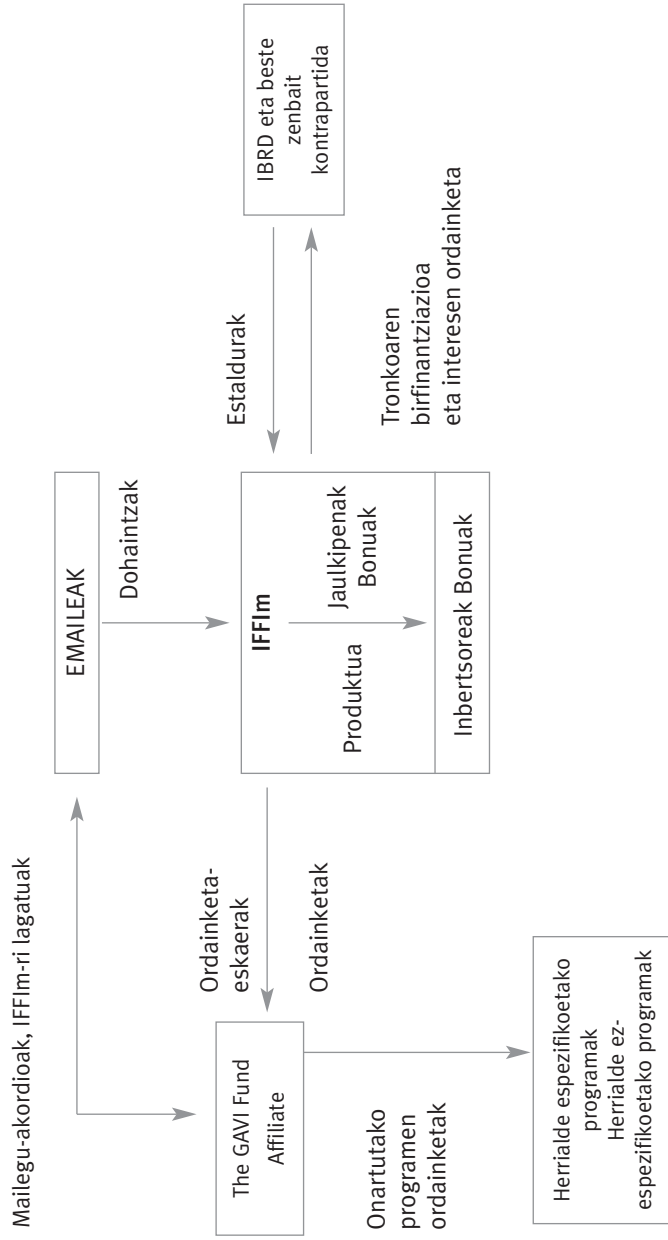 Mailegu-akordioak, IFFIm-ri lagatuak
EMAILEAK
Dohaintzak
The GAVI Fund
Affiliate
Ordainketa-
eskaerak
Ordainketak
IFFIm
Produktua
Jaulkipenak
Bonuak
Inbertsoreak Bonuak
Estaldurak
Tronkoaren
birfinantziazioa
eta interesen ordainketa
IBRD eta beste
zenbait
kontrapartida
Onartutako
programen
ordainketak
Herrialde espezifikoetako
programak
Herrialde ez-
espezifikoetako programak